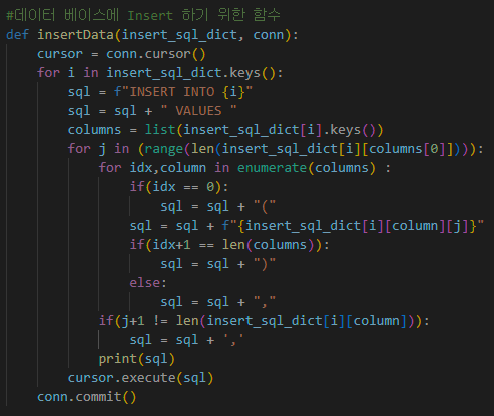 #데이터 베이스에 Insert 하기 위한 함수
def insertData(insert_sql_dict, conn):
    cursor = conn.cursor()
    for i in insert_sql_dict.keys():
        sql = f"INSERT INTO {i}"
        sql = sql + " VALUES "
        columns = list(insert_sql_dict[i].keys())
        for j in (range(len(insert_sql_dict[i][columns[0]]))):
            for idx,column in enumerate(columns) :
                if(idx == 0):
                    sql = sql + "("
                sql = sql + f"{insert_sql_dict[i][column][j]}"
                if(idx+1 == len(columns)):
                    sql = sql + ")"
                else:
                    sql = sql + ","
            if(j+1 != len(insert_sql_dict[i][column])):
                sql = sql + ','
            print(sql)
        cursor.execute(sql)
    conn.commit()